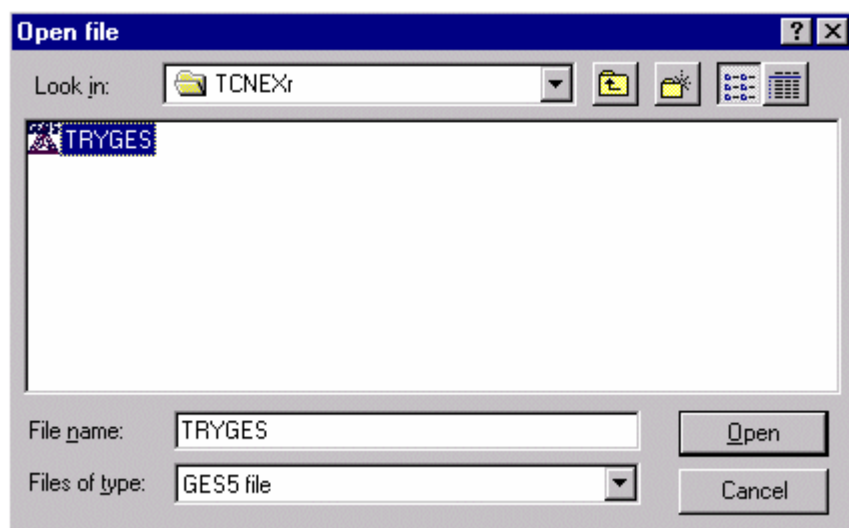 Open file
Look in: TCNEXr
TRYGES
File name: TRYGES Open
Files of type: GES5 file Cancel